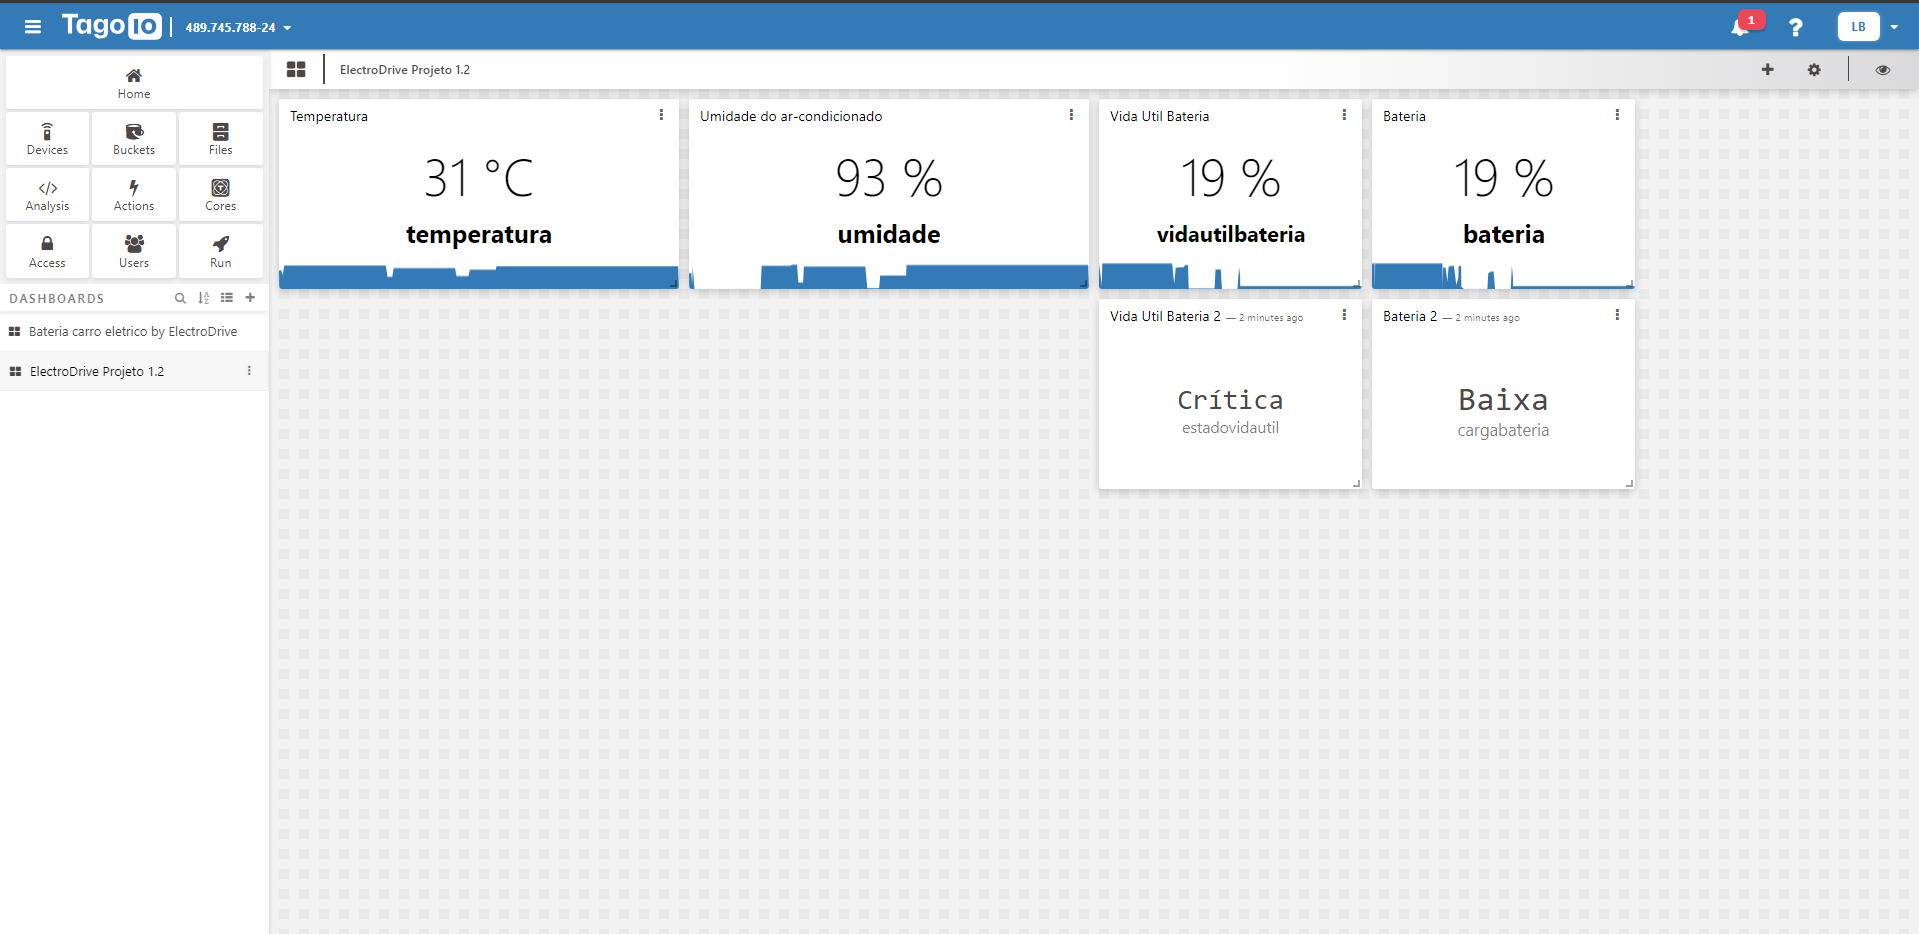 Tago IO
489.745.788-24
1
?
LB
Home
Devices
Buckets
Files
Analysis
Actions
Cores
Access
Users
Run
DASHBOARDS
Bateria carro eletrico by ElectroDrive
ElectroDrive Projeto 1.2
ElectroDrive Projeto 1.2
Temperatura
31 °C
temperatura
Umidade do ar-condicionado
93 %
umidade
Vida Util Bateria
19 %
vidautilbateria
Bateria
19 %
bateria
Vida Util Bateria 2 — 2 minutes ago
Crítica
estadovidautil
Bateria 2 — 2 minutes ago
Baixa
cargabateria